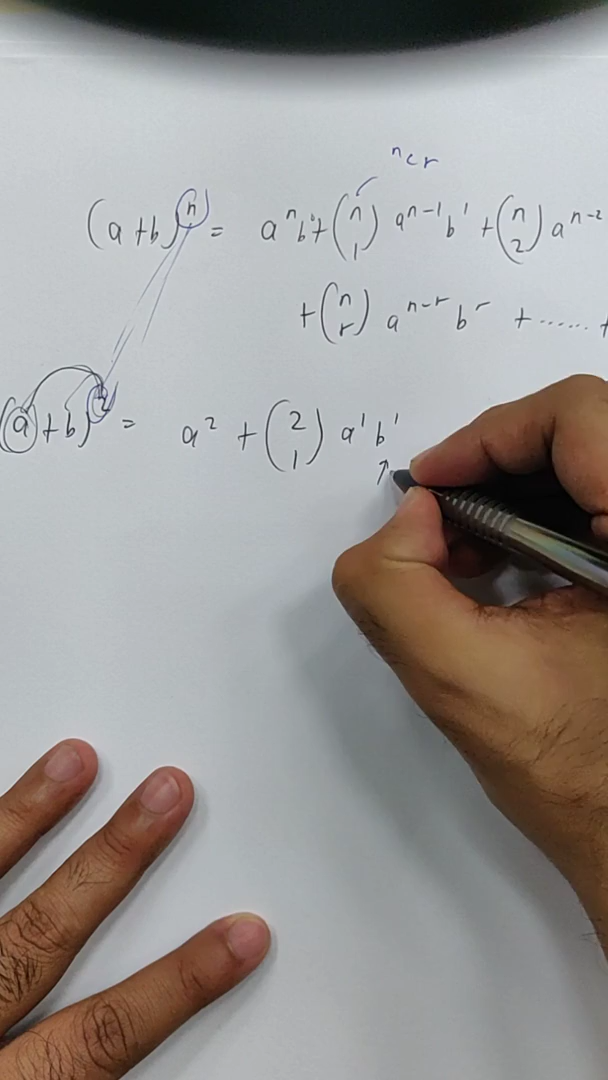 ⁿcᵣ
(a+b)ⁿ = aⁿb⁰+(n 1) aⁿ⁻¹b¹ +(n 2) aⁿ⁻²
+(n r) aⁿ⁻ʳ bʳ + ...... +
(a+b)² = a² + (2 1) a¹b¹